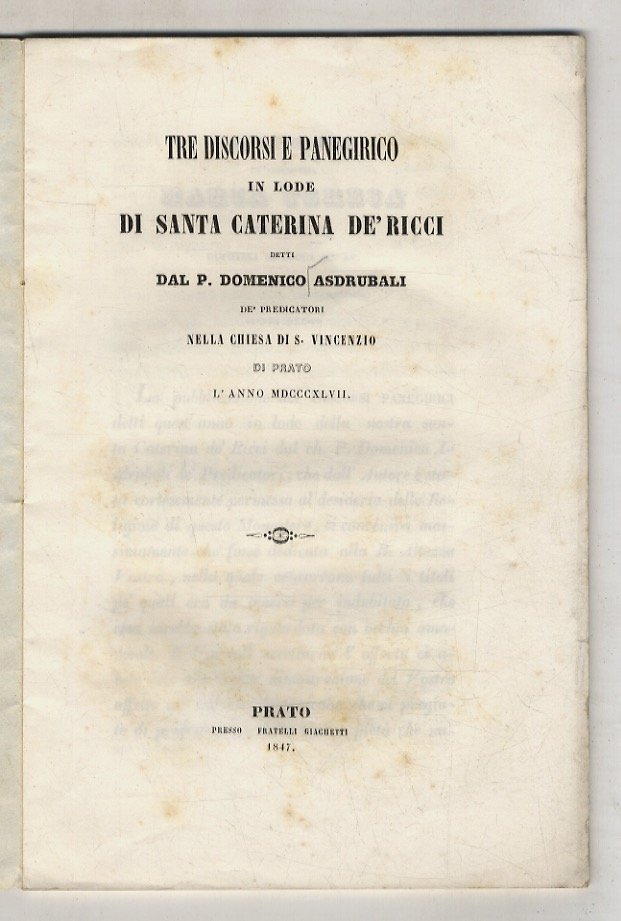 TRE DISCORSI E PANEGIRICO
IN LODE
DI SANTA CATERINA DE' RICCI
DETTI
DAL P. DOMENICO ASDRUBALI
DE' PREDICATORI
NELLA CHIESA DI S. VINCENZIO
DI PRATO
L' ANNO MDCCCXLVII.
PRATO
PRESSO FRATELLI GIACHETTI
1847.